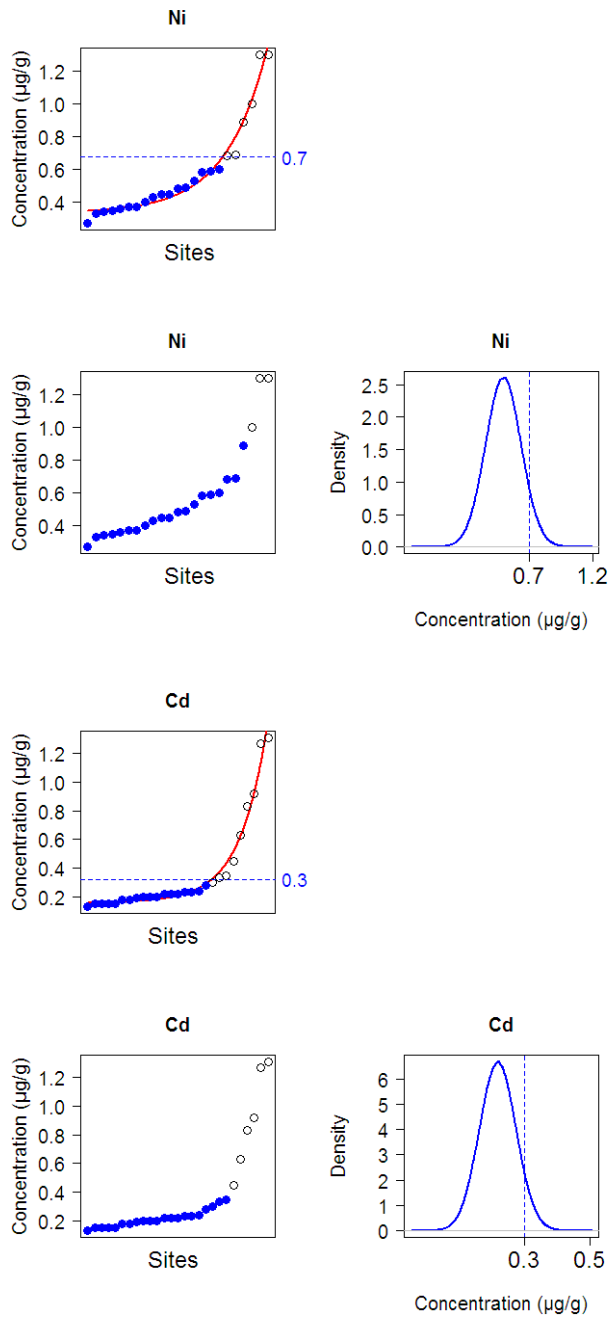 Ni
Concentration (µg/g)
1.2
1.0
0.8
0.6
0.4
0.7
Sites
Ni
Concentration (µg/g)
1.2
1.0
0.8
0.6
0.4
Sites
Ni
Density
2.5
2.0
1.5
1.0
0.5
0.0
0.7 1.2
Concentration (µg/g)
Cd
Concentration (µg/g)
1.2
1.0
0.8
0.6
0.4
0.2
0.3
Sites
Cd
Concentration (µg/g)
1.2
1.0
0.8
0.6
0.4
0.2
Sites
Cd
Density
6
5
4
3
2
1
0
0.3 0.5
Concentration (µg/g)